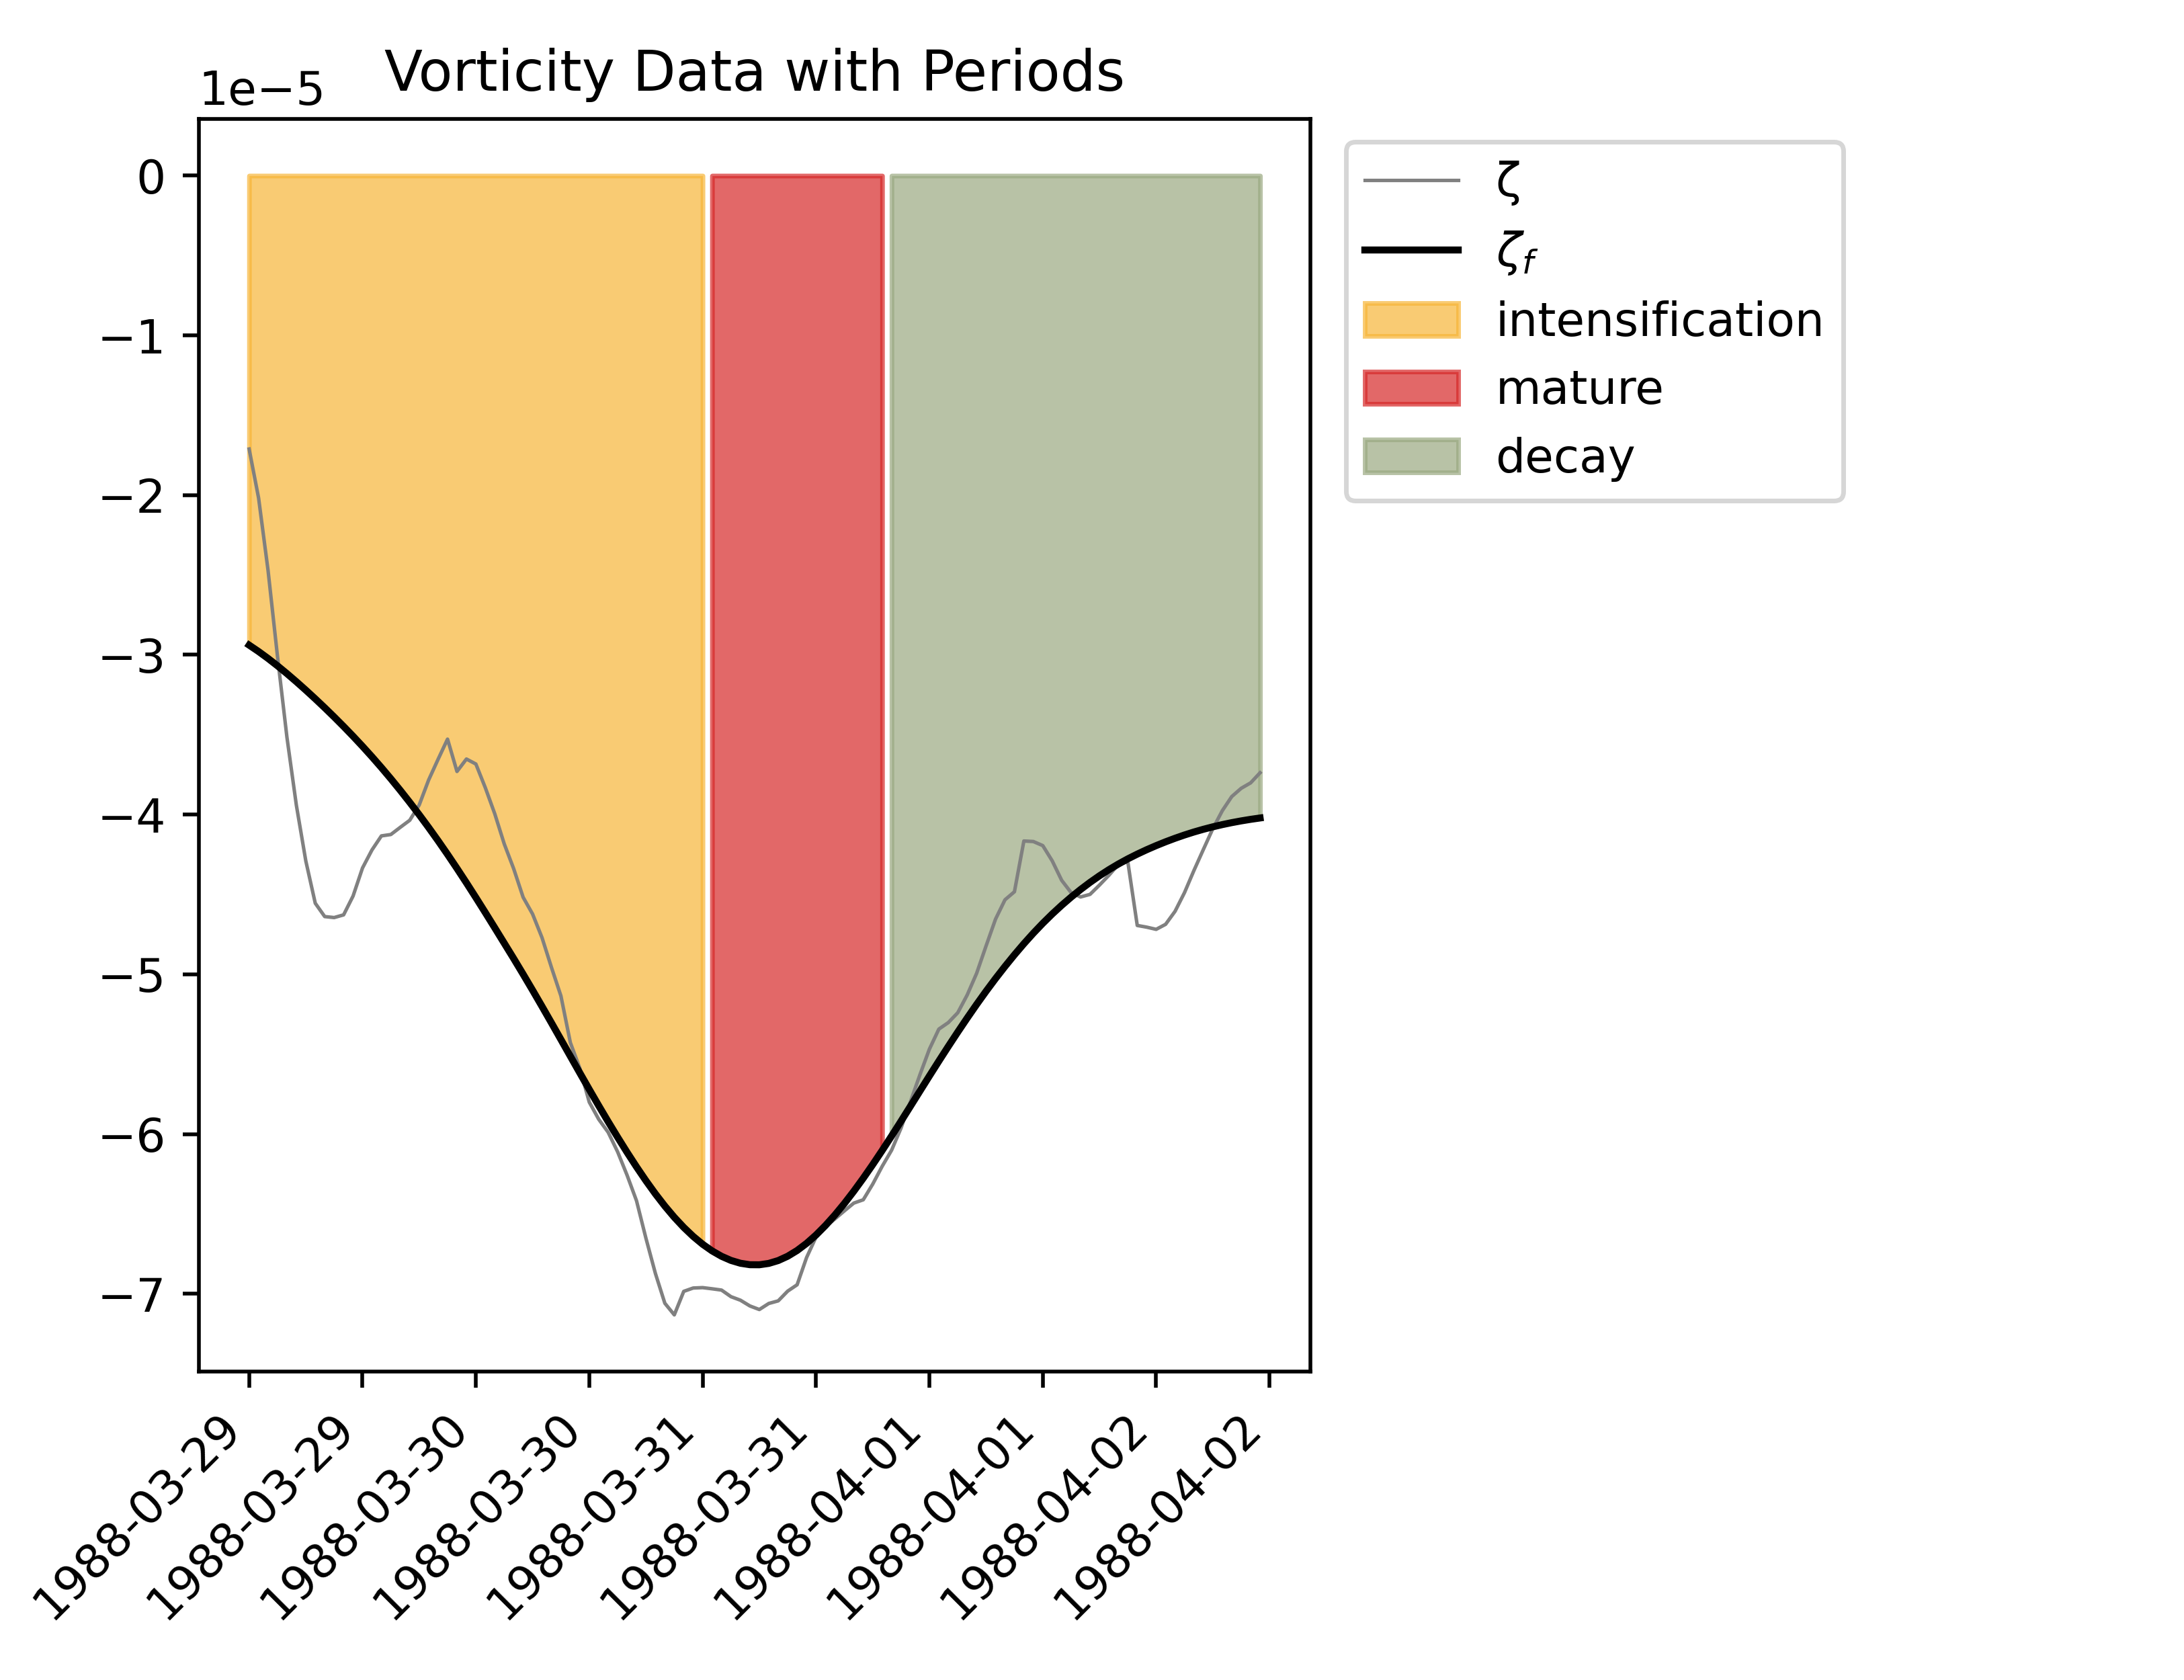 Vorticity Data with Periods
1e−5
0
−1
−2
−3
−4
−5
−6
−7
1988-03-29
1988-03-29
1988-03-30
1988-03-30
1988-03-31
1988-03-31
1988-04-01
1988-04-01
1988-04-02
1988-04-02
ζ
ζf
intensification
mature
decay